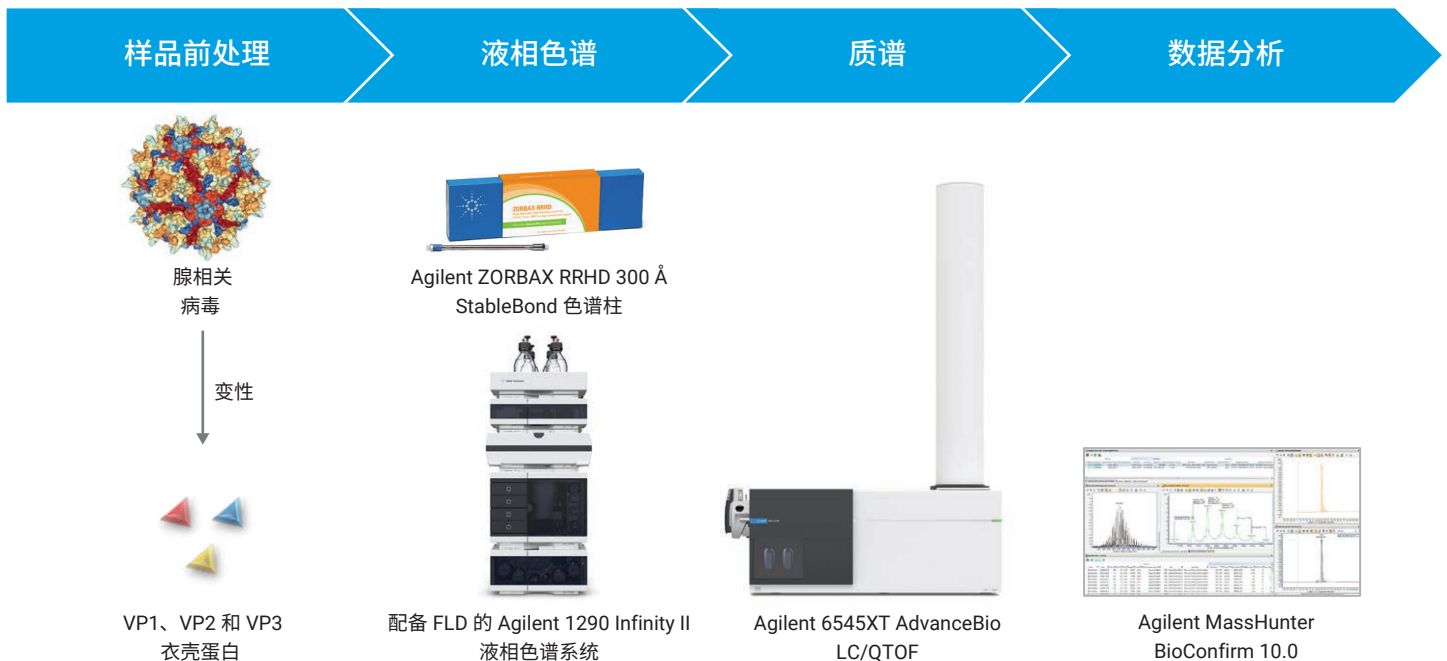 样品前处理
液相色谱
质谱
数据分析
腺相关
病毒
变性
VP1、VP2 和 VP3
衣壳蛋白
ZORBAX RRHD
Agilent ZORBAX RRHD 300 Å
StableBond 色谱柱
配备 FLD 的 Agilent 1290 Infinity II
液相色谱系统
Agilent 6545XT AdvanceBio
LC/QTOF
Agilent MassHunter
BioConfirm 10.0